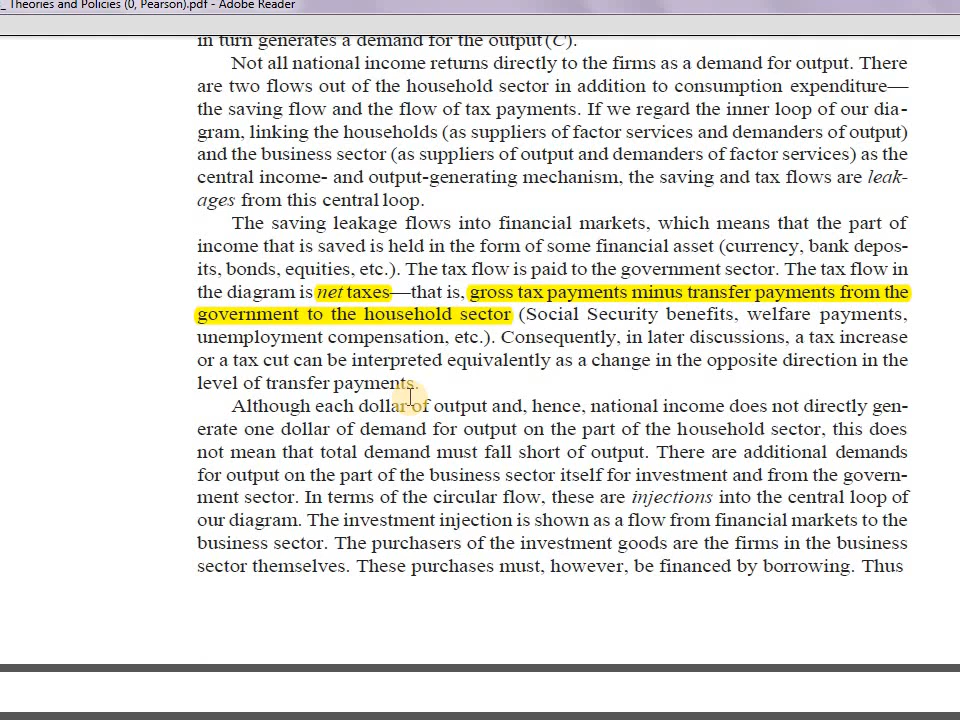 _ Theories and Policies (0, Pearson).pdf - Adobe Reader
in turn generates a demand for the output (C).
Not all national income returns directly to the firms as a demand for output. There
are two flows out of the household sector in addition to consumption expenditure—
the saving flow and the flow of tax payments. If we regard the inner loop of our dia-
gram, linking the households (as suppliers of factor services and demanders of output)
and the business sector (as suppliers of output and demanders of factor services) as the
central income- and output-generating mechanism, the saving and tax flows are leak-
ages from this central loop.
The saving leakage flows into financial markets, which means that the part of
income that is saved is held in the form of some financial asset (currency, bank depos-
its, bonds, equities, etc.). The tax flow is paid to the government sector. The tax flow in
the diagram is net taxes—that is, gross tax payments minus transfer payments from the
government to the household sector (Social Security benefits, welfare payments,
unemployment compensation, etc.). Consequently, in later discussions, a tax increase
or a tax cut can be interpreted equivalently as a change in the opposite direction in the
level of transfer payments.
Although each dollar of output and, hence, national income does not directly gen-
erate one dollar of demand for output on the part of the household sector, this does
not mean that total demand must fall short of output. There are additional demands
for output on the part of the business sector itself for investment and from the govern-
ment sector. In terms of the circular flow, these are injections into the central loop of
our diagram. The investment injection is shown as a flow from financial markets to the
business sector. The purchasers of the investment goods are the firms in the business
sector themselves. These purchases must, however, be financed by borrowing. Thus